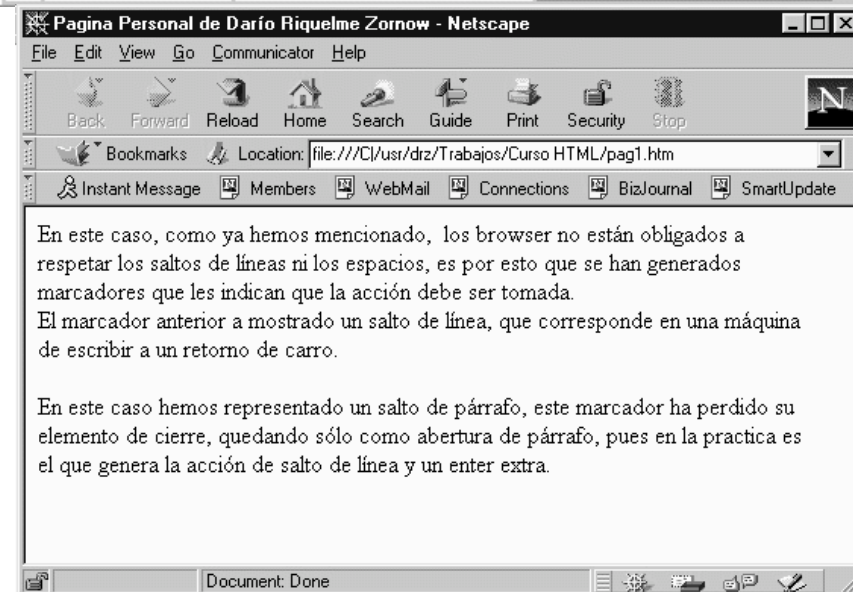 Pagina Personal de Darío Riquelme Zornow - Netscape
File Edit View Go Communicator Help
Back Forward Reload Home Search Guide Print Security Stop
N
Bookmarks Location: file:///C|/usr/drz/Trabajos/Curso HTML/pag1.htm
Instant Message Members WebMail Connections BizJournal SmartUpdate
En este caso, como ya hemos mencionado, los browser no están obligados a
respetar los saltos de líneas ni los espacios, es por esto que se han generados
marcadores que les indican que la acción debe ser tomada.
El marcador anterior a mostrado un salto de línea, que corresponde en una máquina
de escribir a un retorno de carro.
En este caso hemos representado un salto de párrafo, este marcador ha perdido su
elemento de cierre, quedando sólo como abertura de párrafo, pues en la practica es
el que genera la acción de salto de línea y un enter extra.
Document: Done